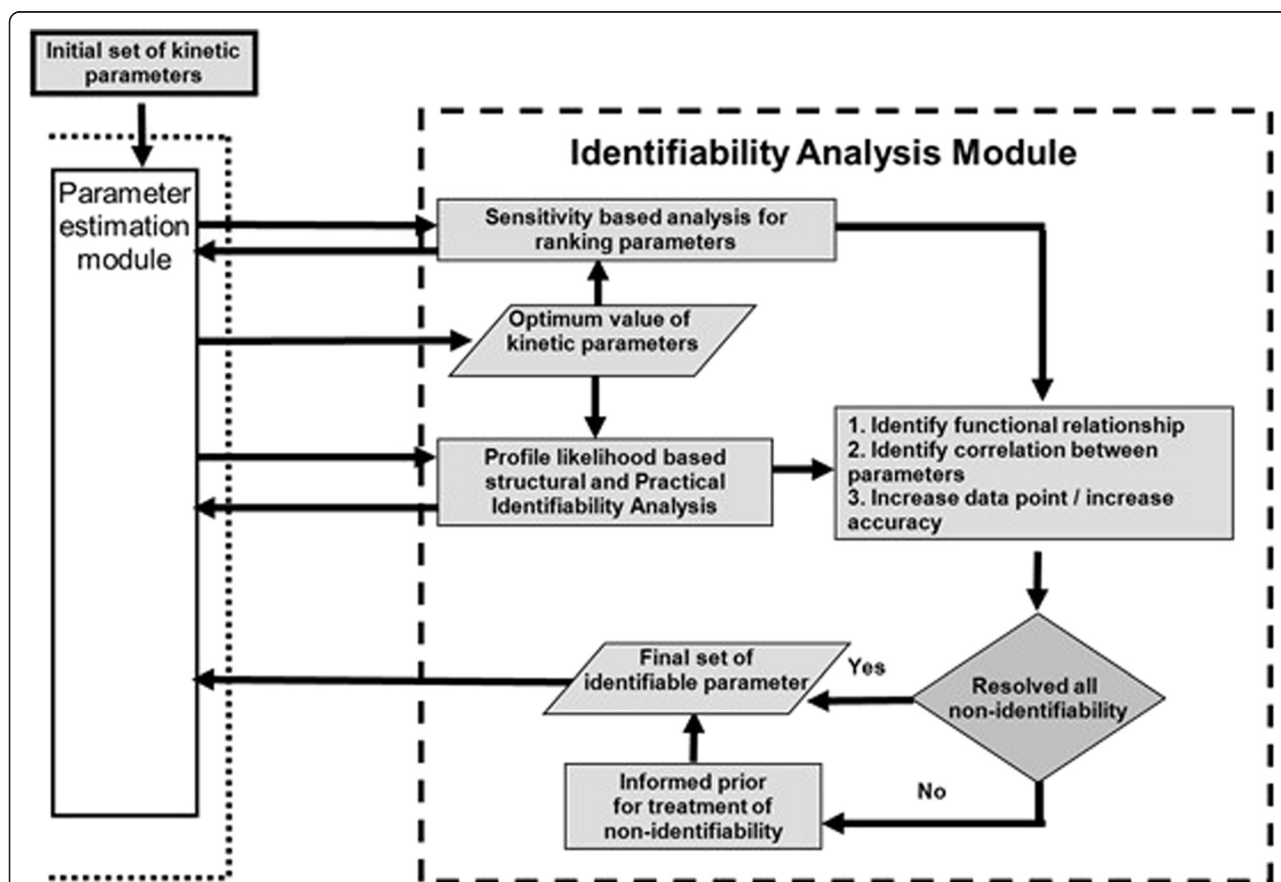 Initial set of kinetic
parameters
Identifiability Analysis Module
Parameter
estimation
module
Sensitivity based analysis for
ranking parameters
Optimum value of
kinetic parameters
Profile likelihood based
structural and Practical
Identifiability Analysis
1. Identify functional relationship
2. Identify correlation between
parameters
3. Increase data point / increase
accuracy
Resolved all
non-identifiability
Yes
Final set of
identifiable parameter
No
Informed prior
for treatment of
non-identifiability